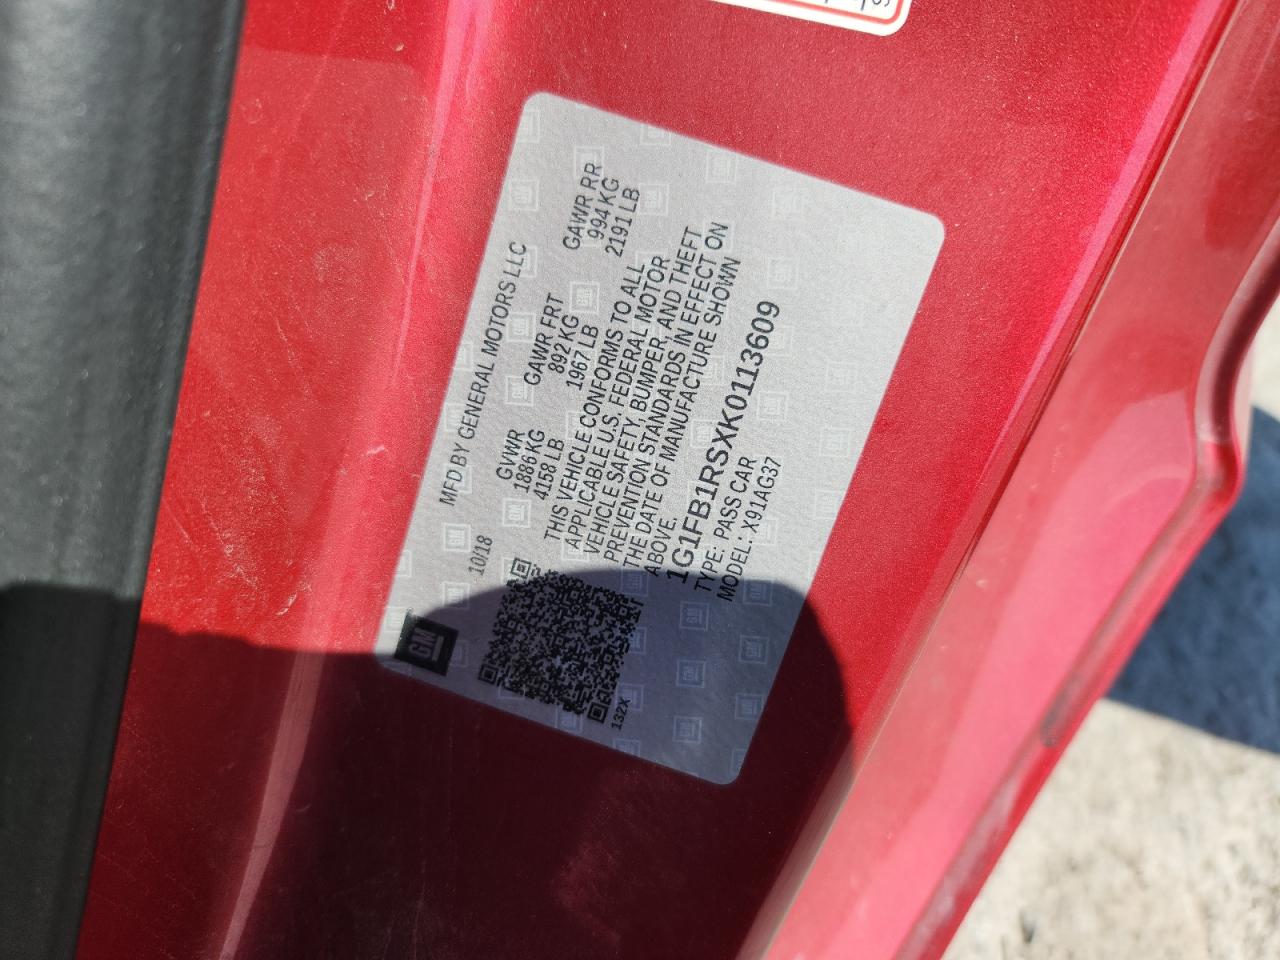 GM
10/18 MFD BY GENERAL MOTORS LLC
GVWR GAWR FRT GAWR RR
1886 KG 892 KG 994 KG
4158 LB 1967 LB 2191 LB
THIS VEHICLE CONFORMS TO ALL
APPLICABLE U.S. FEDERAL MOTOR
VEHICLE SAFETY, BUMPER, AND THEFT
PREVENTION STANDARDS IN EFFECT ON
THE DATE OF MANUFACTURE SHOWN
ABOVE.
1G1FB1RSXK0113609
TYPE: PASS CAR
MODEL: X91AG37
132X